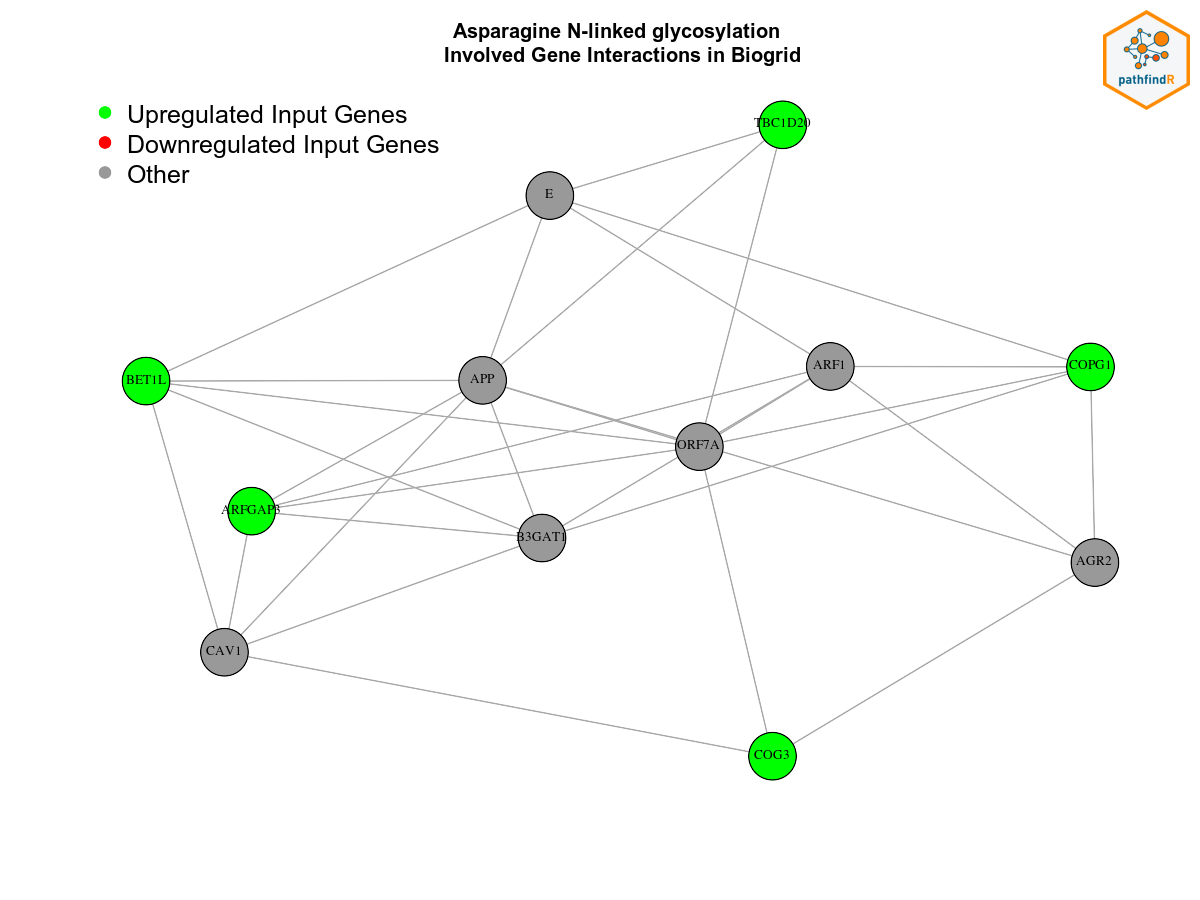 Asparagine N-linked glycosylation
Involved Gene Interactions in Biogrid
pathfindR
Upregulated Input Genes
Downregulated Input Genes
Other
TBC1D20
E
BET1L
APP
ARF1
COPG1
ORF7A
ARFGAP3
B3GAT1
AGR2
CAV1
COG3